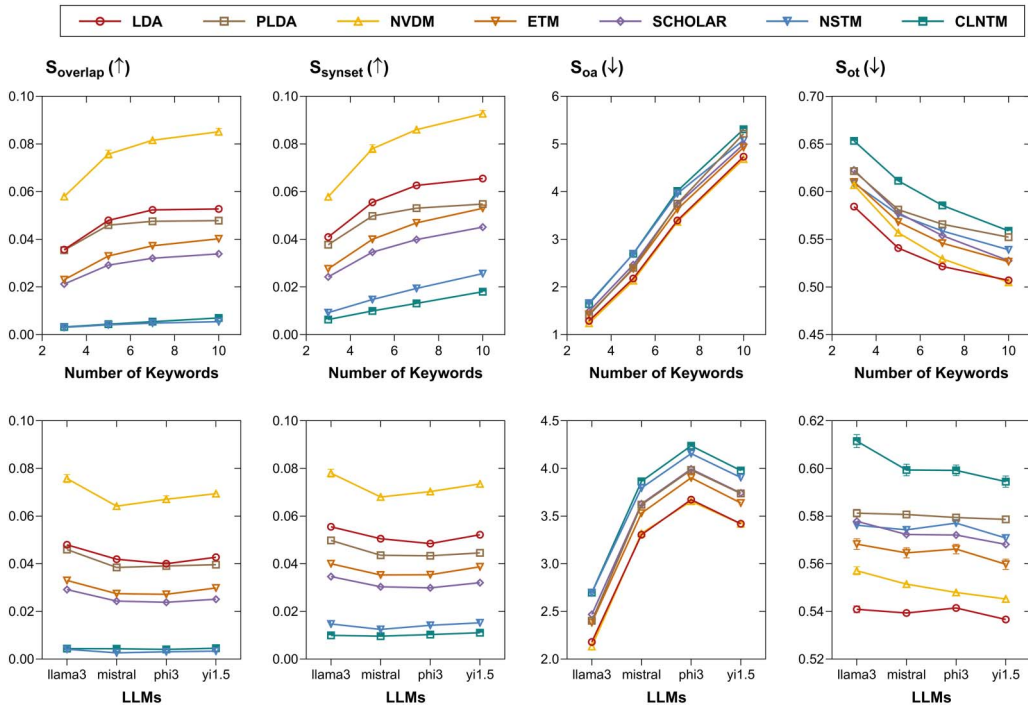 LDA PLDA NVDM ETM SCHOLAR NSTM CLNTM
S_overlap (↑) S_synset (↑) S_oa (↓) S_ot (↓)
0.10 0.10 6 0.70
0.08 0.08 5 0.65
0.06 0.06 4 0.60
0.04 0.04 3 0.55
0.02 0.02 2 0.50
0.00 0.00 1 0.45
2 4 6 8 10 2 4 6 8 10 0 2 4 6 8 10 0 2 4 6 8 10
Number of Keywords Number of Keywords Number of Keywords Number of Keywords
0.10 0.10 4.5 0.62
0.08 0.08 4.0 0.60
0.06 0.06 3.5 0.58
0.04 0.04 3.6 0.56
0.02 0.02 2.5 0.54
0.00 0.00 2.0 0.52
llama3 mistral phi3 yi1.5 llama3 mistral phi3 yi1.5 llama3 mistral phi3 yi1.5 llama3 mistral phi3 yi1.5
LLMs LLMs LLMs LLMs